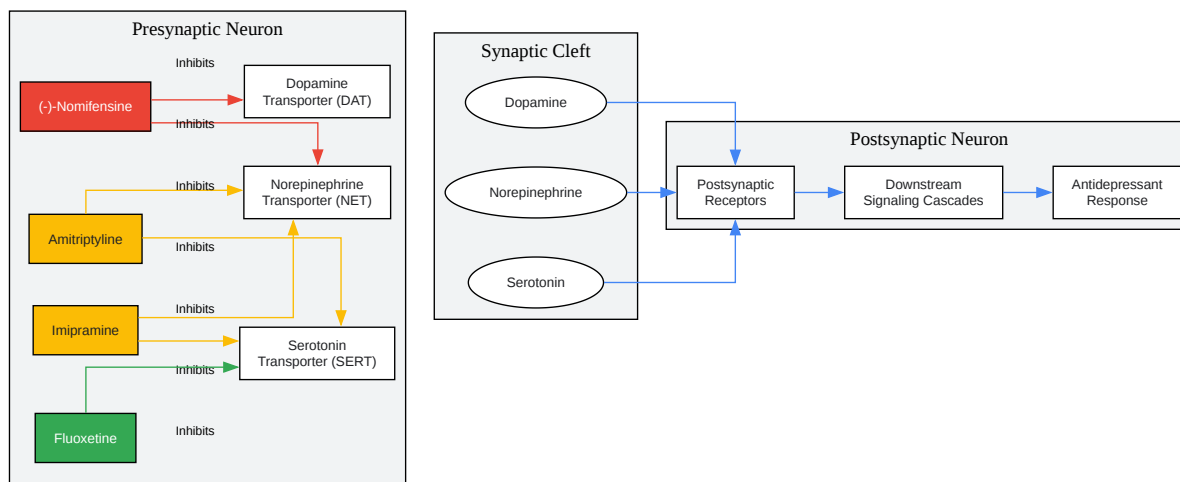 Presynaptic Neuron
Inhibits
Dopamine
Transporter (DAT)
(-)-Nomifensine
Inhibits
Inhibits
Norepinephrine
Transporter (NET)
Amitriptyline
Inhibits
Inhibits
Imipramine
Serotonin
Transporter (SERT)
Inhibits
Fluoxetine
Inhibits
Synaptic Cleft
Dopamine
Norepinephrine
Serotonin
Postsynaptic Neuron
Postsynaptic
Receptors
Downstream
Signaling Cascades
Antidepressant
Response